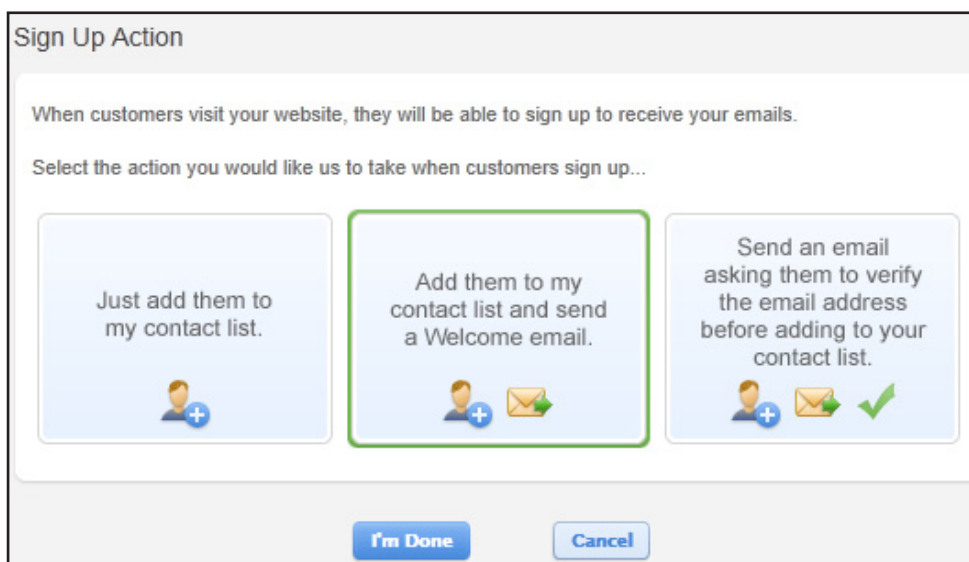 Sign Up Action
When customers visit your website, they will be able to sign up to receive your emails.
Select the action you would like us to take when customers sign up...
Just add them to
my contact list.
Add them to my
contact list and send
a Welcome email.
Send an email
asking them to verify
the email address
before adding to your
contact list.
I'm Done
Cancel